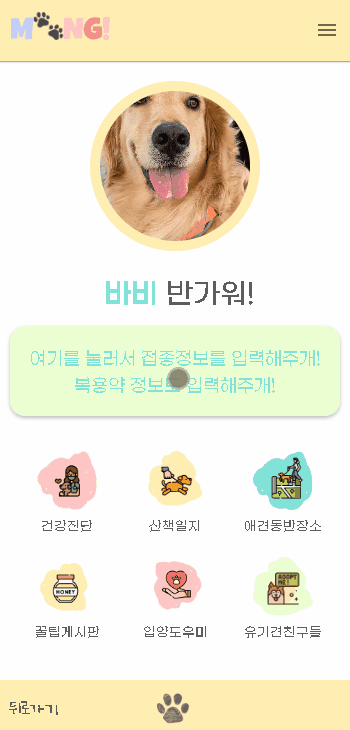 M NG!
바비 반가워!
여기를 눌러서 접종정보를 입력해주개!
복용약 정보를 입력해주개!
건강진단
산책일지
애견동반장소
HONEY
ADOPT ME!
꿀팁게시판
입양도우미
유기견친구들
뒤로가기